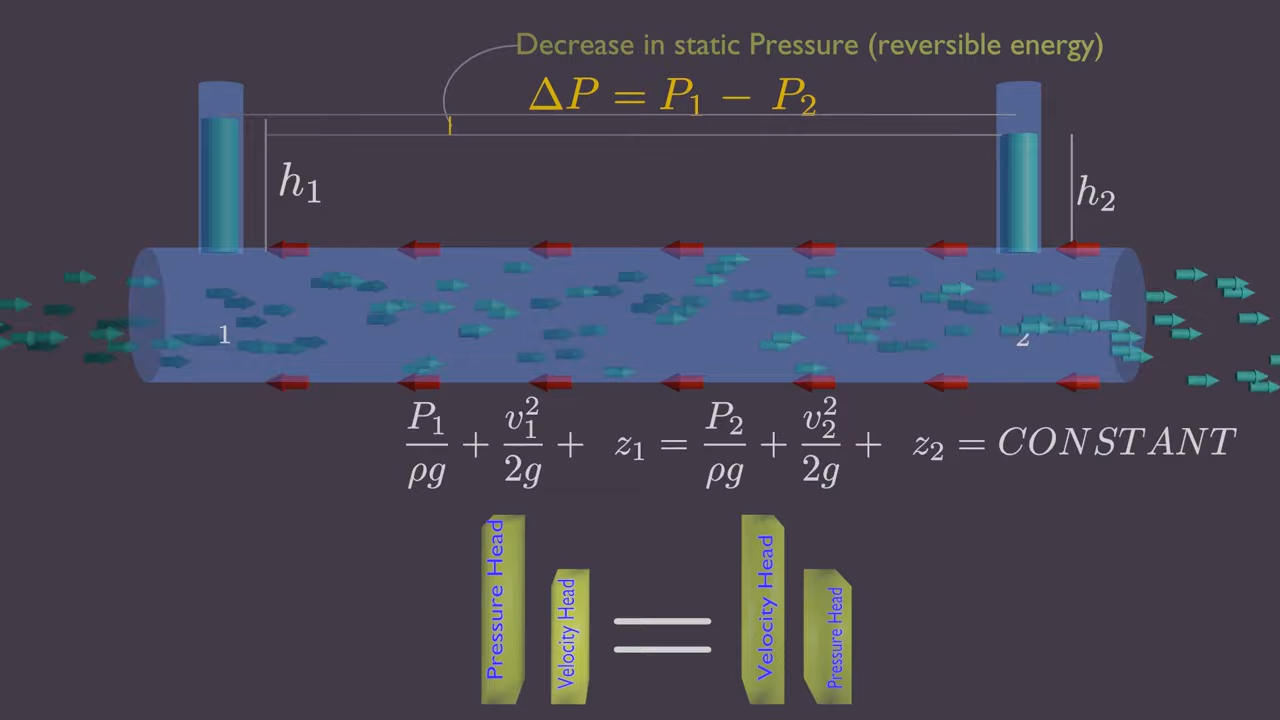 Decrease in static Pressure (reversible energy)
ΔP = P₁ − P₂
h₁
h₂
1
2
P₁/ρg + v₁²/2g + z₁ = P₂/ρg + v₂²/2g + z₂ = CONSTANT
Pressure Head
Velocity Head
Velocity Head
Pressure Head